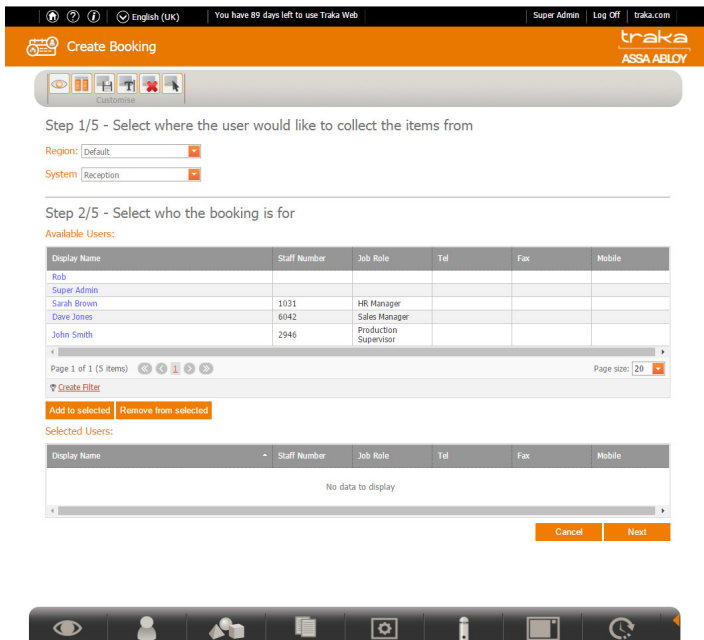 English (UK)
You have 89 days left to use Traka Web
Super Admin Log Off traka.com
Create Booking
traka
ASSA ABLOY
Customise
Step 1/5 - Select where the user would like to collect the items from
Region: Default
System Reception
Step 2/5 - Select who the booking is for
Available Users:
Display Name Staff Number Job Role Tel Fax Mobile
Rob
Super Admin
Sarah Brown 1031 HR Manager
Dave Jones 6042 Sales Manager
John Smith 2946 Production Supervisor
Page 1 of 1 (5 items) 1 Page size: 20
Create Filter
Add to selected Remove from selected
Selected Users:
Display Name Staff Number Job Role Tel Fax Mobile
No data to display
Cancel Next